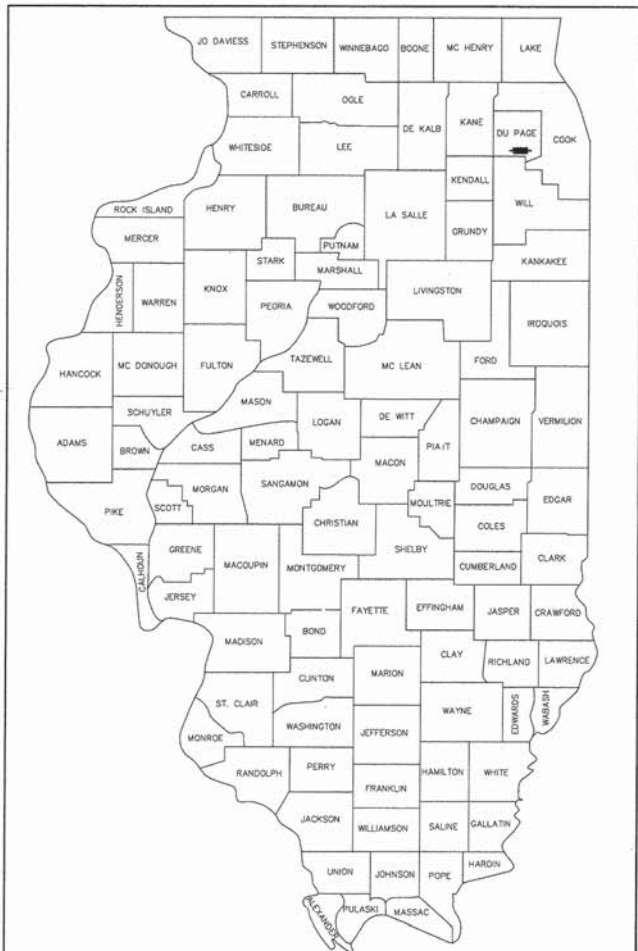 JO DAVIESS
STEPHENSON
WINNEBAGO
BOONE
MC HENRY
LAKE
CARROLL
OGLE
DE KALB
KANE
DU PAGE
COOK
WHITESIDE
LEE
KENDALL
WILL
ROCK ISLAND
HENRY
BUREAU
LA SALLE
GRUNDY
MERCER
PUTNAM
STARK
MARSHALL
KANKAKEE
HENDERSON
WARREN
KNOX
PEORIA
WOODFORD
LIVINGSTON
IROQUOIS
HANCOCK
MC DONOUGH
FULTON
TAZEWELL
MC LEAN
FORD
MASON
SCHUYLER
LOGAN
DE WITT
CHAMPAIGN
VERMILION
ADAMS
BROWN
CASS
MENARD
PIATT
MACON
SANGAMON
MORGAN
DOUGLAS
EDGAR
PIKE
SCOTT
MOULTRIE
CHRISTIAN
COLES
GREENE
SHELBY
CALHOUN
MACOUPIN
MONTGOMERY
CUMBERLAND
CLARK
JERSEY
FAYETTE
EFFINGHAM
JASPER
CRAWFORD
MADISON
BOND
CLAY
RICHLAND
LAWRENCE
CLINTON
MARION
ST. CLAIR
WAYNE
EDWARDS
WABASH
WASHINGTON
JEFFERSON
MONROE
RANDOLPH
PERRY
HAMILTON
WHITE
FRANKLIN
JACKSON
WILLIAMSON
SALINE
GALLATIN
UNION
JOHNSON
POPE
HARDIN
ALEXANDER
PULASKI
MASSAC